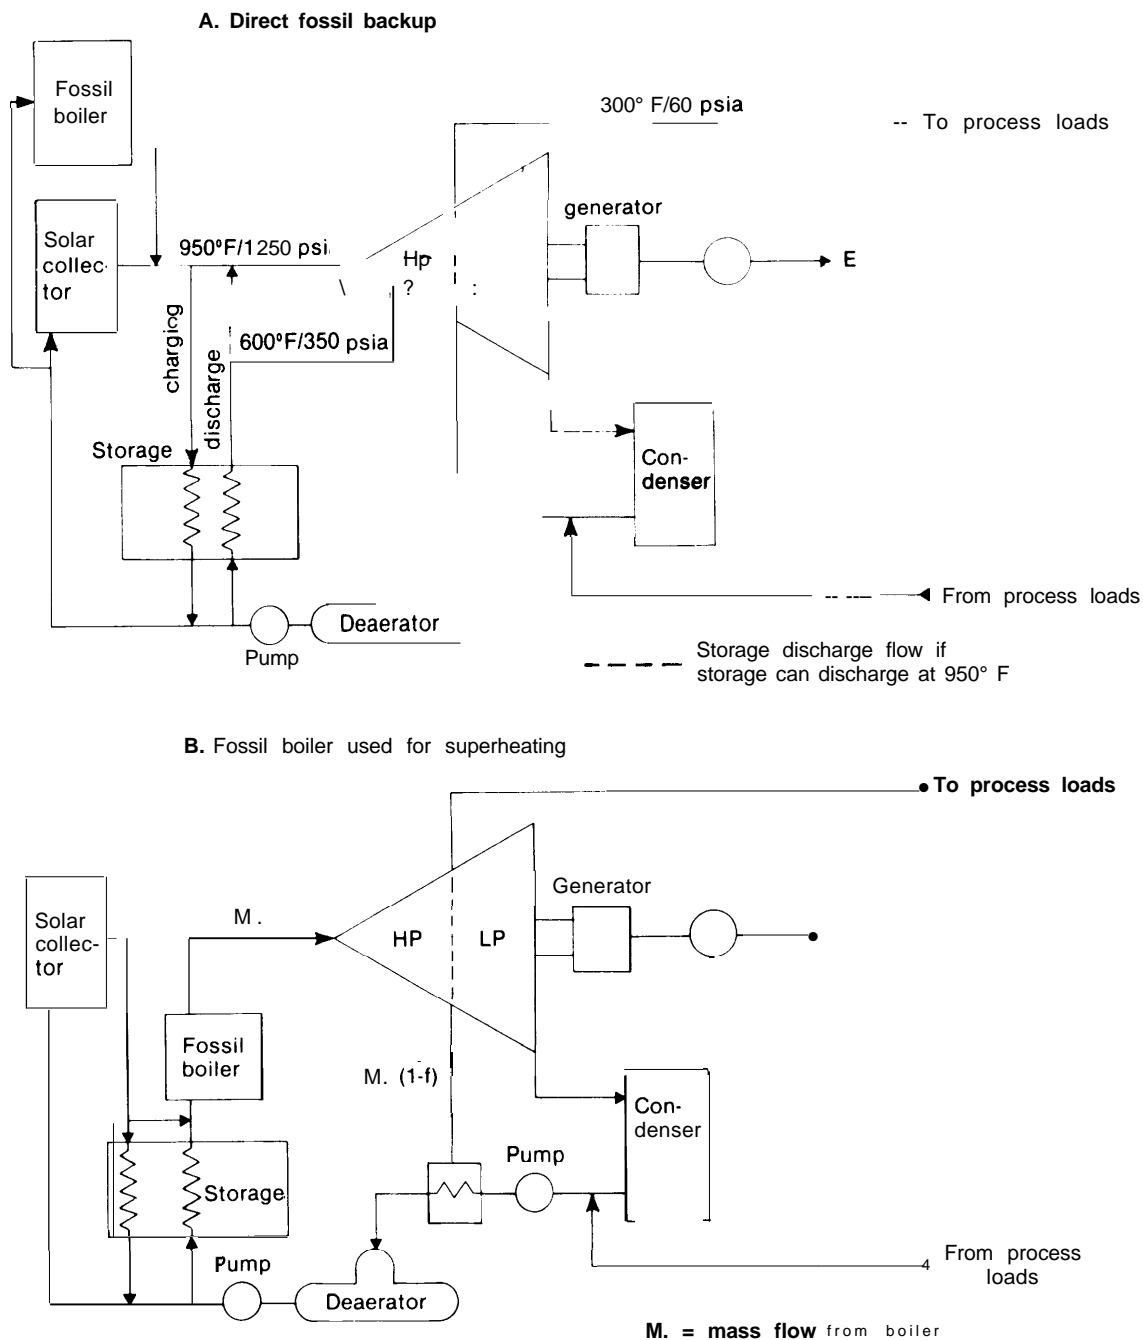 A. Direct fossil backup
Fossil
boiler
300° F/60 psia
-- To process loads
Solar
collec-
tor
generator
950°F/1250 psi
Hp
?
E
charging
discharge
600°F/350 psia
Storage
Con-
denser
From process loads
Deaerator
Pump
Storage discharge flow if
storage can discharge at 950° F
B. Fossil boiler used for superheating
To process loads
Solar
collec-
tor
M.
Generator
HP
LP
Fossil
boiler
M. (1-f)
Con-
denser
Pump
Storage
Pump
Deaerator
4 From process
loads
M. = mass flow from boiler